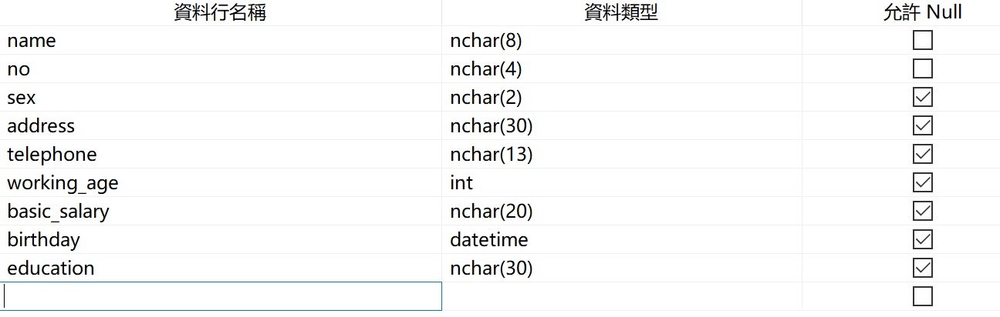 資料行名稱 資料類型 允許 Null
name nchar(8)
no nchar(4)
sex nchar(2)
address nchar(30)
telephone nchar(13)
working_age int
basic_salary nchar(20)
birthday datetime
education nchar(30)